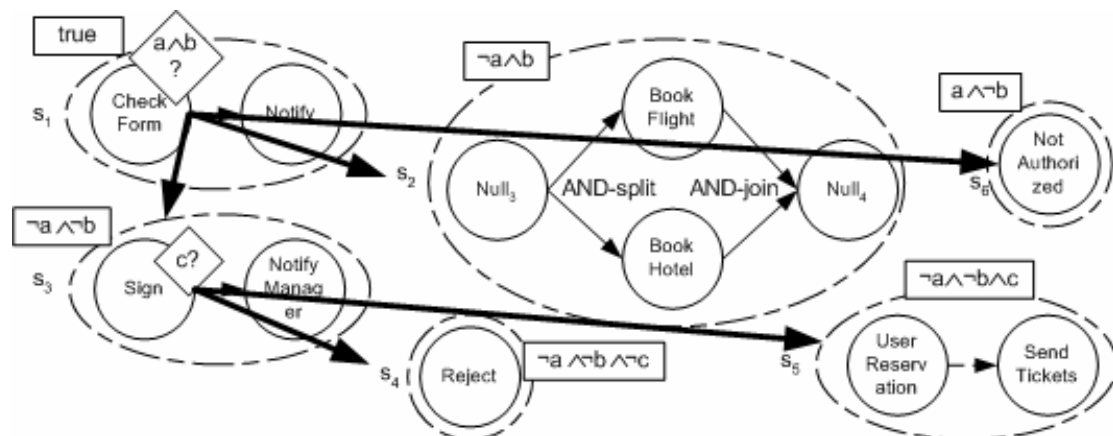 true
a∧b
?
Check
Form
Notify
s1
s2
¬a∧b
Book
Flight
Null3
AND-split
AND-join
Null4
Book
Hotel
a∧¬b
Not
Authori
zed
s6
¬a∧¬b
s3
Sign
c?
Notify
Manag
er
s4
Reject
¬a∧¬b∧¬c
¬a∧¬b∧c
s5
User
Reserv
ation
Send
Tickets